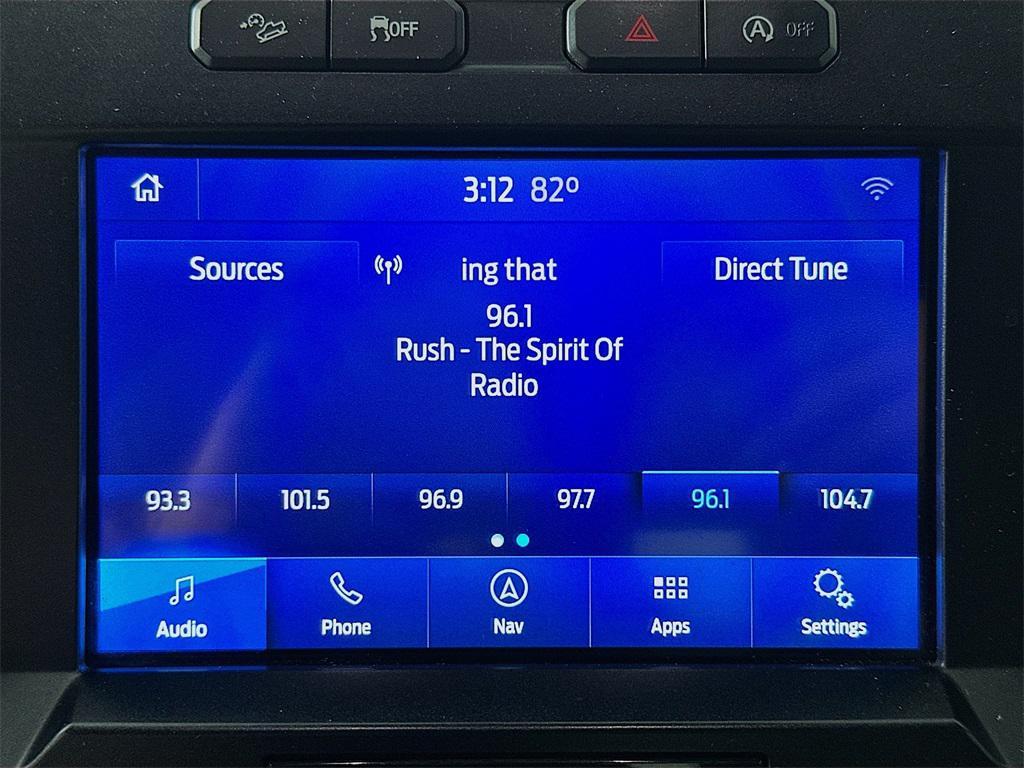 OFF
A OFF
3:12 82º
Sources ing that Direct Tune
96.1
Rush - The Spirit Of
Radio
93.3 101.5 96.9 97.7 96.1 104.7
Audio Phone Nav Apps Settings